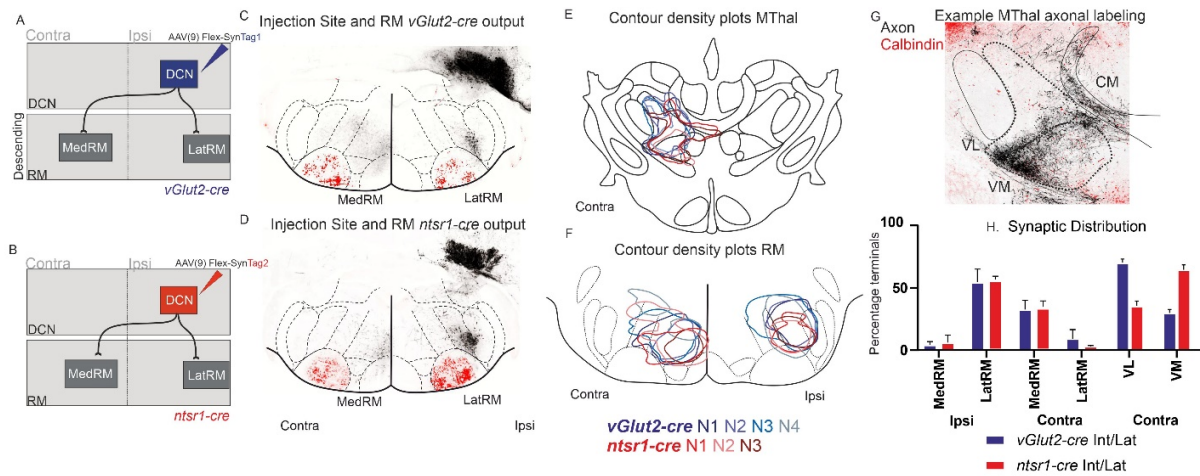 A
Contra
Ipsi
AAV(9) Flex-SynTag1
DCN
DCN
Descending
MedRM
LatRM
RM
vGlut2-cre
B
Contra
Ipsi
AAV(9) Flex-SynTag2
DCN
DCN
MedRM
LatRM
RM
ntsr1-cre
C
Injection Site and RM vGlut2-cre output
MedRM
LatRM
D
Injection Site and RM ntsr1-cre output
MedRM
LatRM
Contra
Ipsi
E
Contour density plots MThal
Contra
F
Contour density plots RM
Contra
Ipsi
vGlut2-cre N1 N2 N3 N4
ntsr1-cre N1 N2 N3
G
Example MThal axonal labeling
Axon
Calbindin
CM
VL
VM
H. Synaptic Distribution
Percentage terminals
100
50
0
MedRM
LatRM
MedRM
LatRM
VL
VM
Ipsi
Contra
Contra
vGlut2-cre Int/Lat
ntsr1-cre Int/Lat